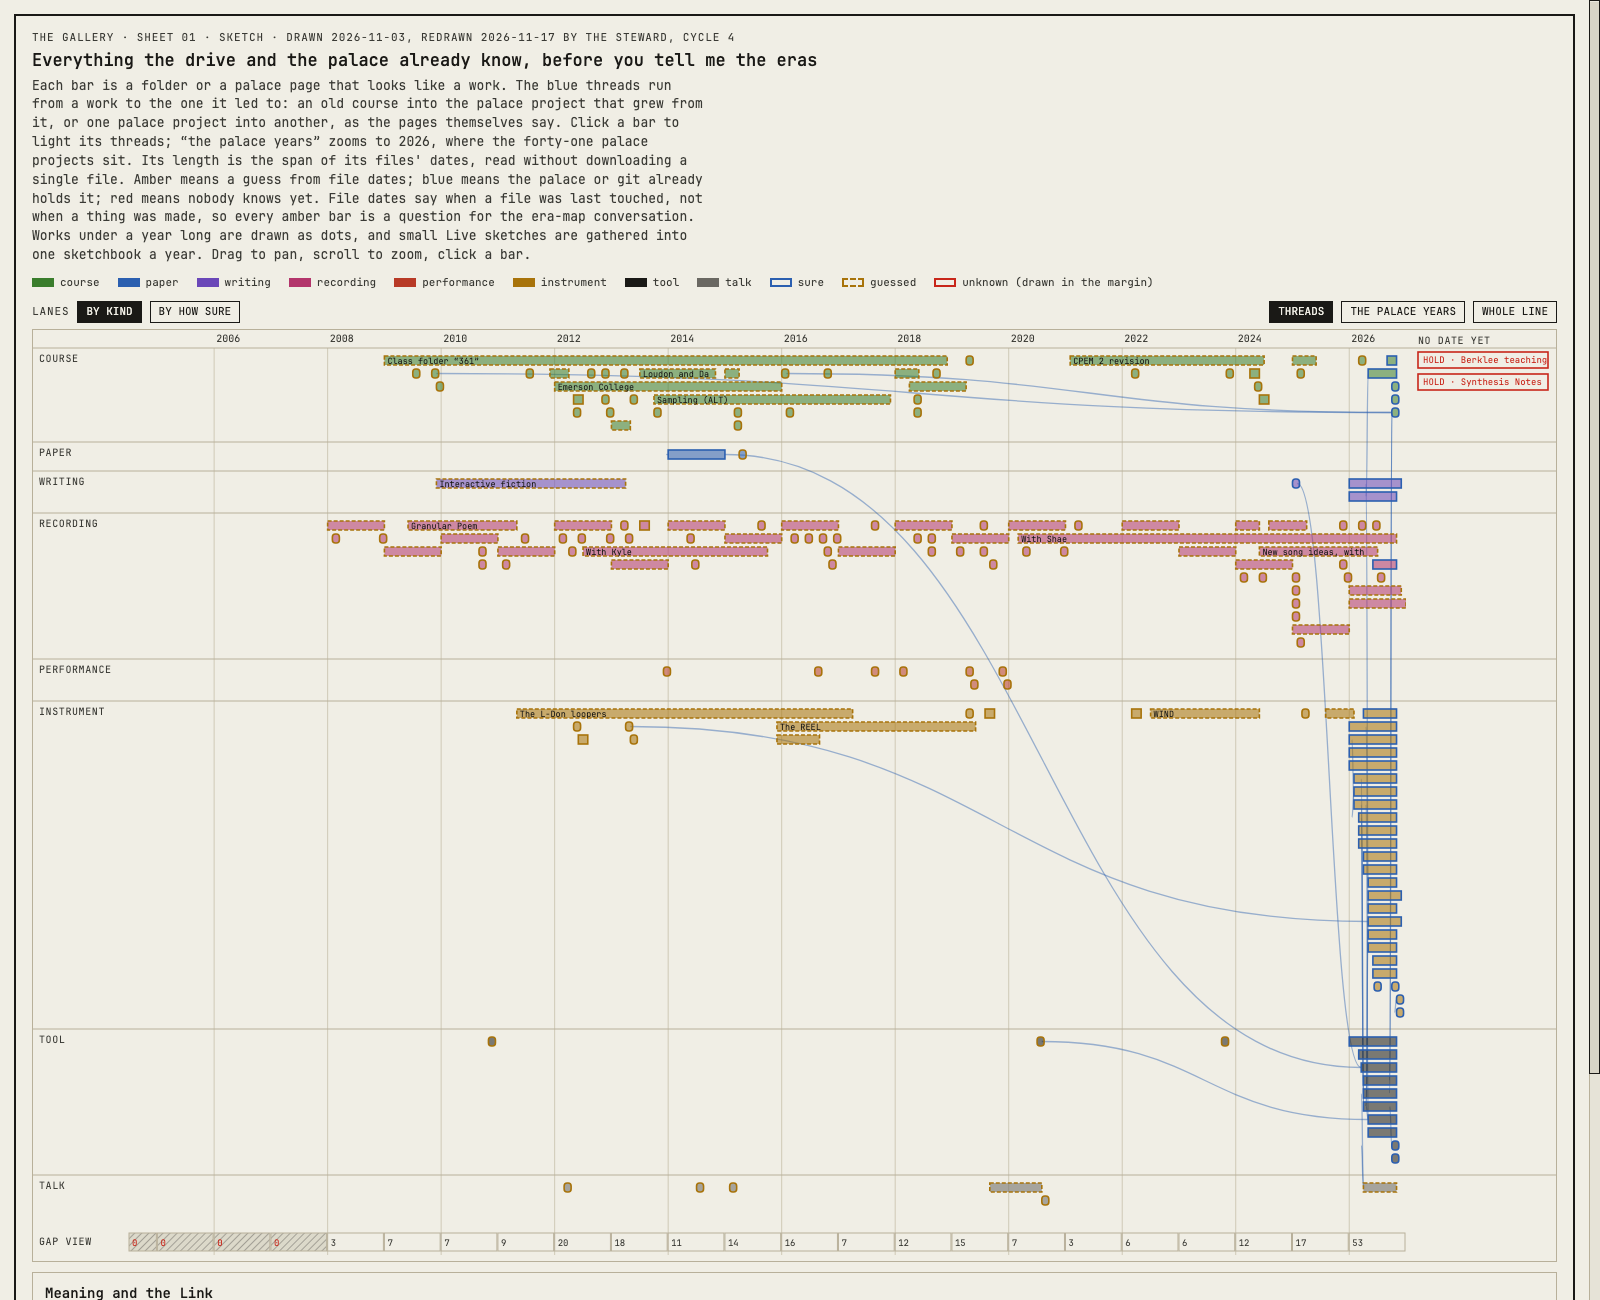 THE GALLERY · SHEET 01 · SKETCH · DRAWN 2026-11-03, REDRAWN 2026-11-17 BY THE STEWARD, CYCLE 4
Everything the drive and the palace already know, before you tell me the eras
Each bar is a folder or a palace page that looks like a work. The blue threads run
from a work to the one it led to: an old course into the palace project that grew from
it, or one palace project into another, as the pages themselves say. Click a bar to
light its threads; “the palace years” zooms to 2026, where the forty-one palace
projects sit. Its length is the span of its files' dates, read without downloading a
single file. Amber means a guess from file dates; blue means the palace or git already
holds it; red means nobody knows yet. File dates say when a file was last touched, not
when a thing was made, so every amber bar is a question for the era-map conversation.
Works under a year long are drawn as dots, and small Live sketches are gathered into
one sketchbook a year. Drag to pan, scroll to zoom, click a bar.
course paper writing recording performance instrument tool talk sure guessed unknown (drawn in the margin)
LANES BY KIND BY HOW SURE THREADS THE PALACE YEARS WHOLE LINE
2006 2008 2010 2012 2014 2016 2018 2020 2022 2024 2026 NO DATE YET
COURSE
Class folder "361" CPEM 2 revision HOLD · Berklee teaching
Loudon and Da
Emerson College HOLD · Synthesis Notes
Sampling (ALT)
PAPER
WRITING
Interactive fiction
RECORDING
Granular Poem
With Shae
With Kyle New song ideas, with
PERFORMANCE
INSTRUMENT
The L-Don loopers WIND
The REEL
TOOL
TALK
GAP VIEW 0 0 0 0 3 7 7 9 20 18 11 14 16 7 12 15 7 3 6 6 12 17 53
Meaning and the Link